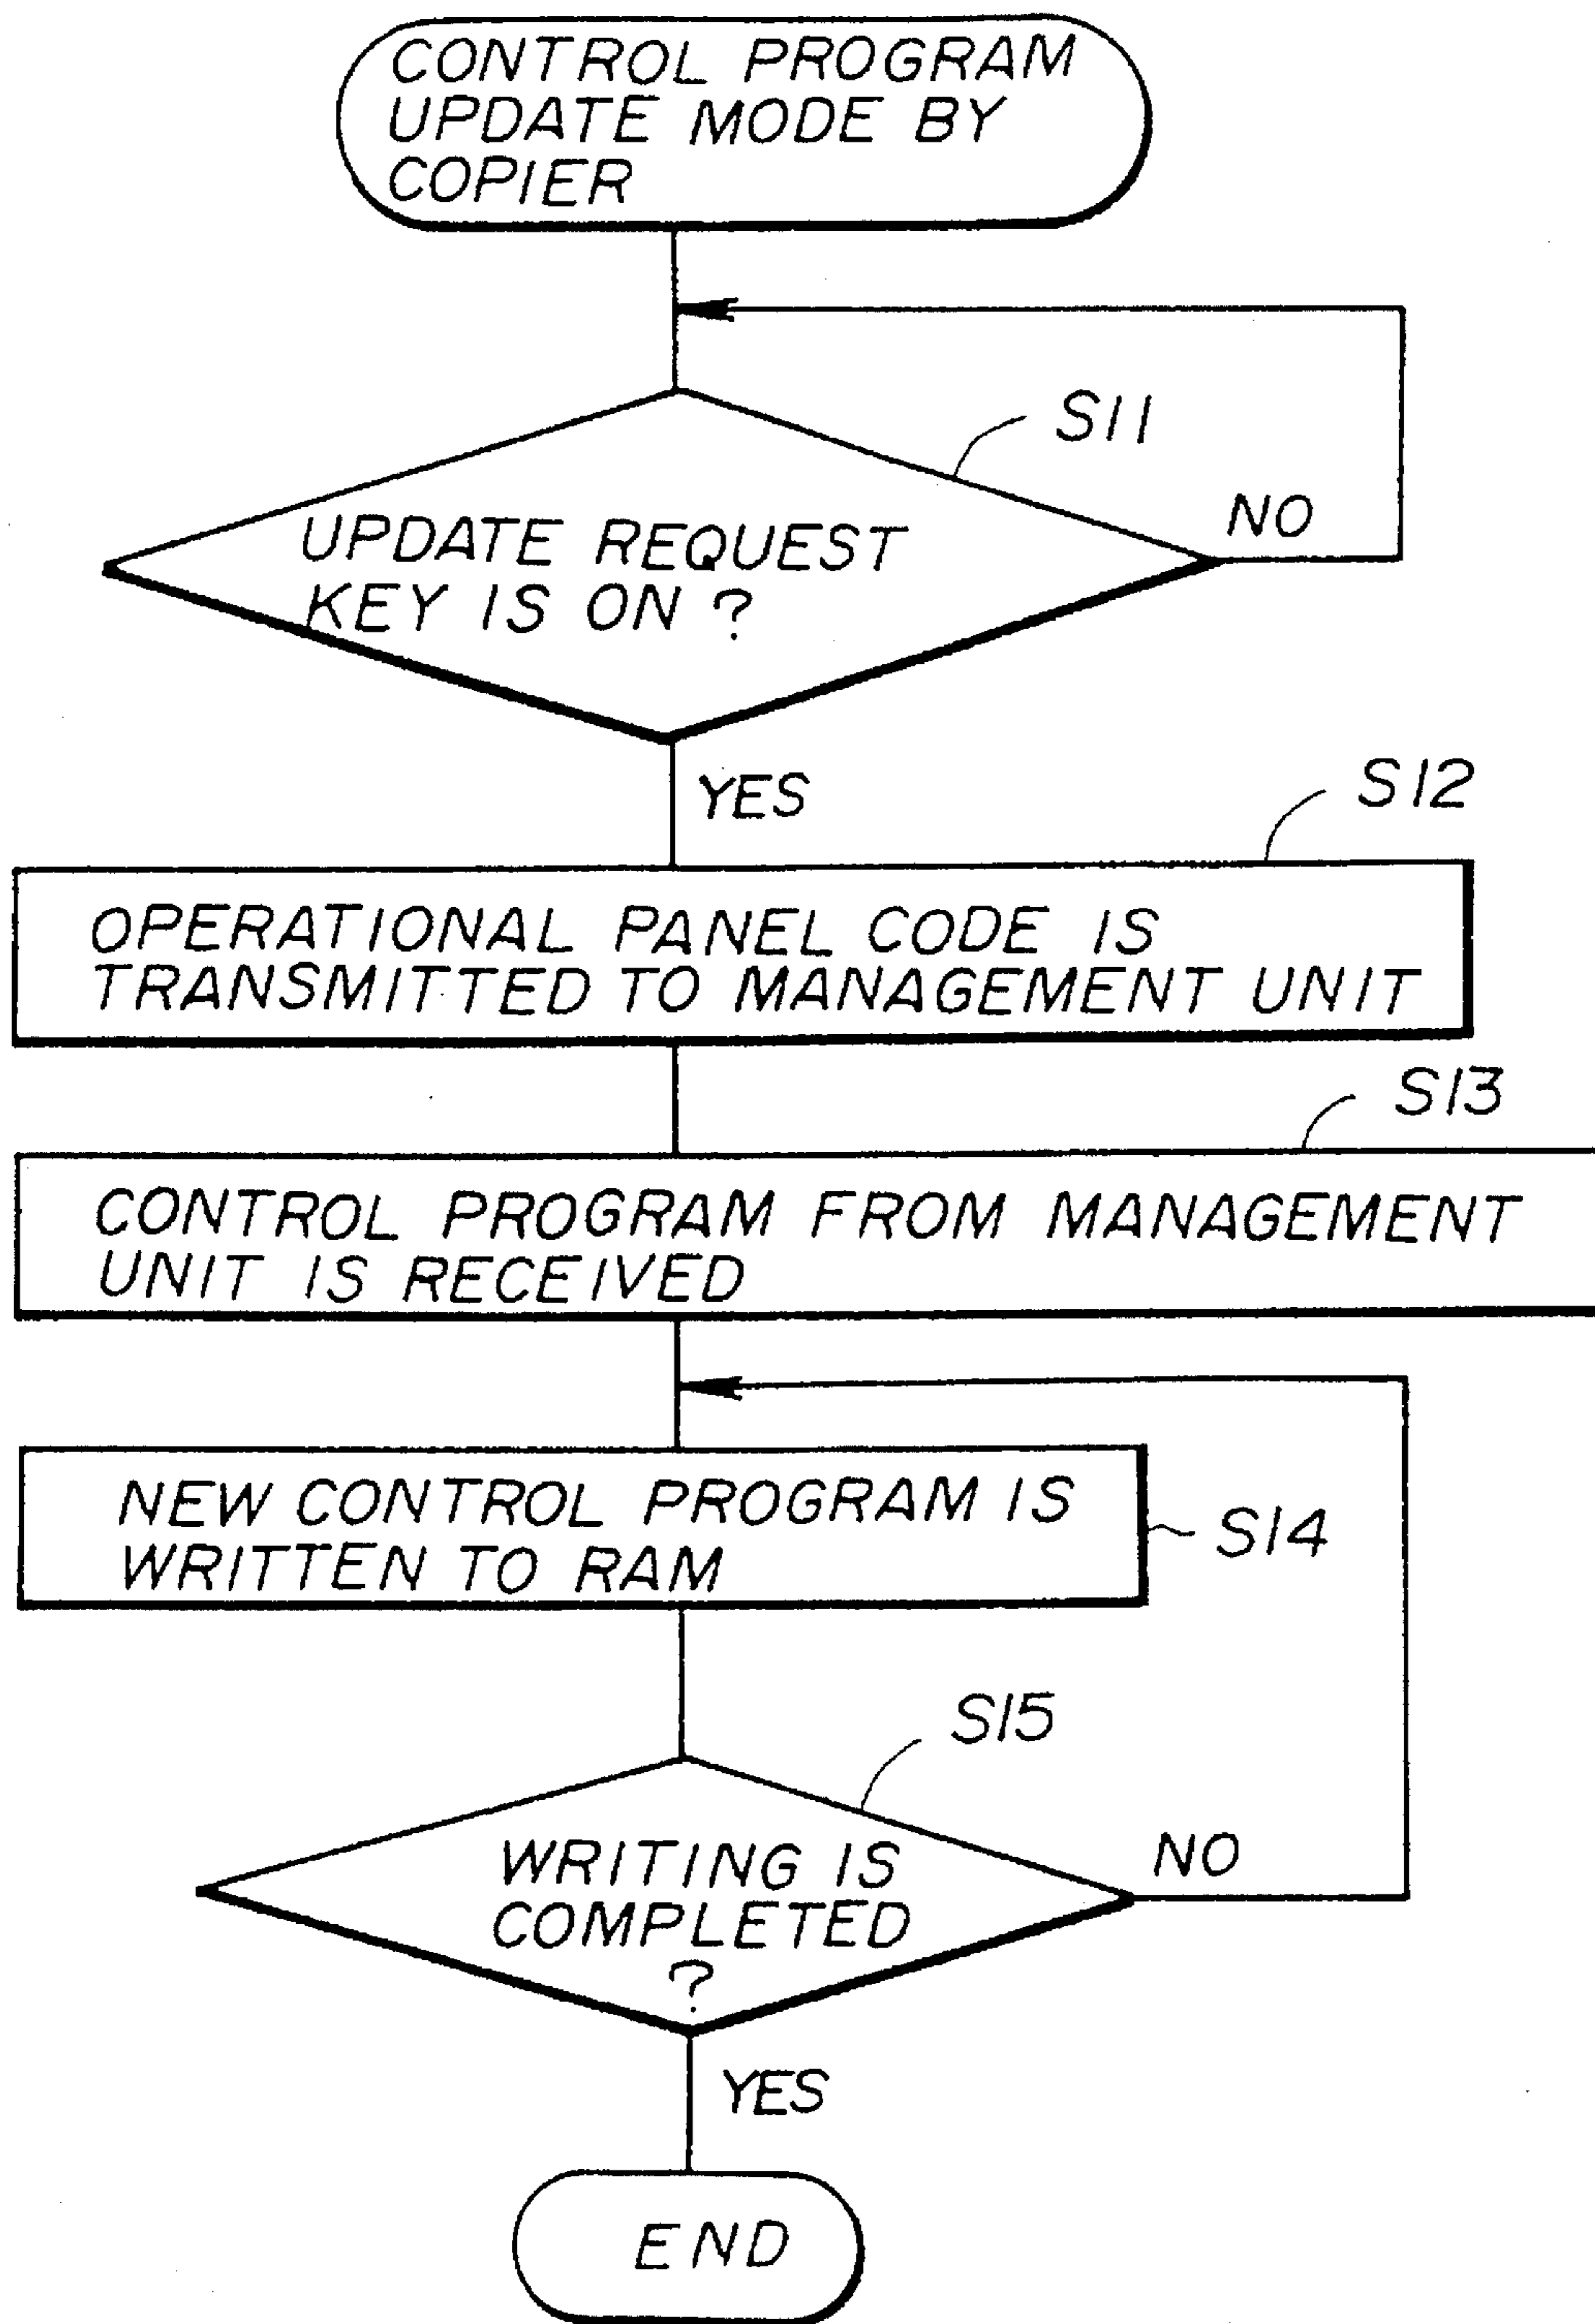 CONTROL PROGRAM
UPDATE MODE BY
COPIER
S11
NO
UPDATE REQUEST
KEY IS ON ?
YES
S12
OPERATIONAL PANEL CODE IS
TRANSMITTED TO MANAGEMENT UNIT
S13
CONTROL PROGRAM FROM MANAGEMENT
UNIT IS RECEIVED
NEW CONTROL PROGRAM IS
WRITTEN TO RAM
S14
S15
WRITING IS
COMPLETED
?
NO
YES
END